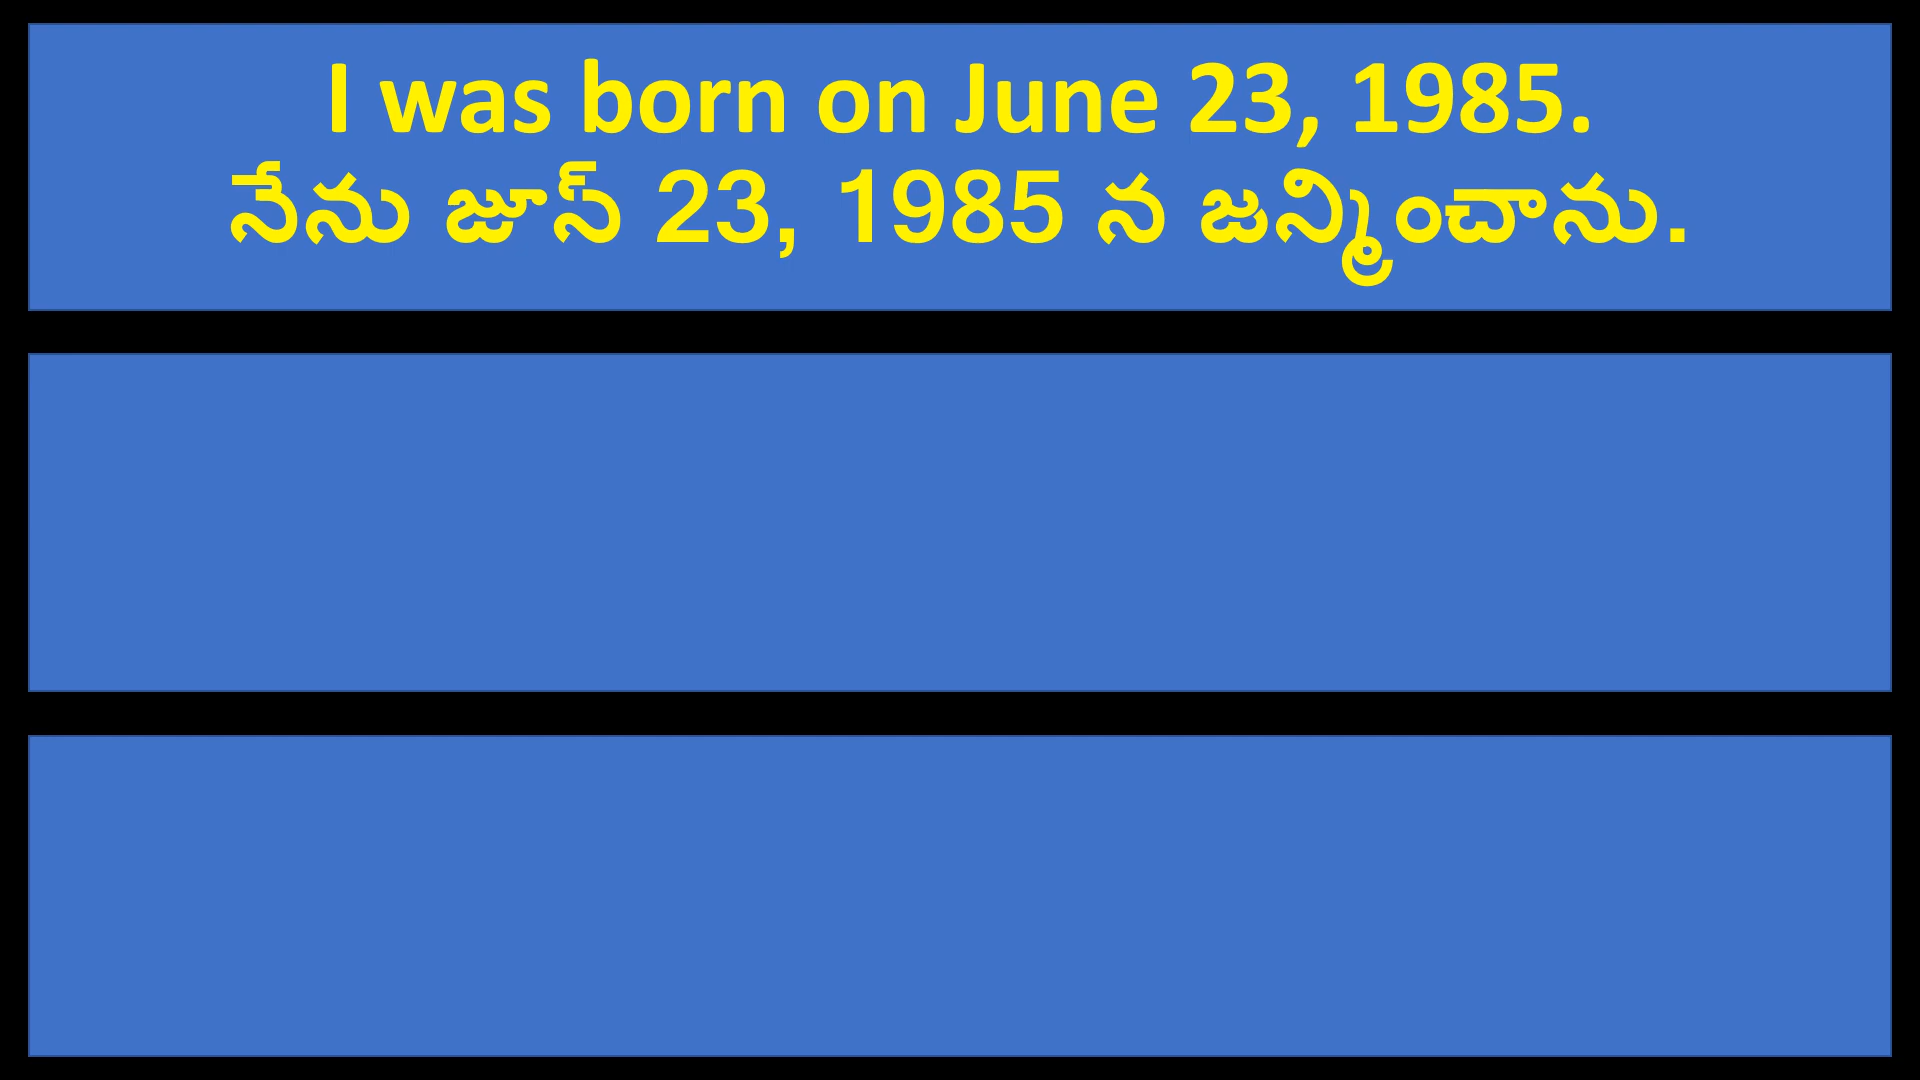 I was born on June 23, 1985.
నేను జూన్ 23, 1985 న జన్మించాను.